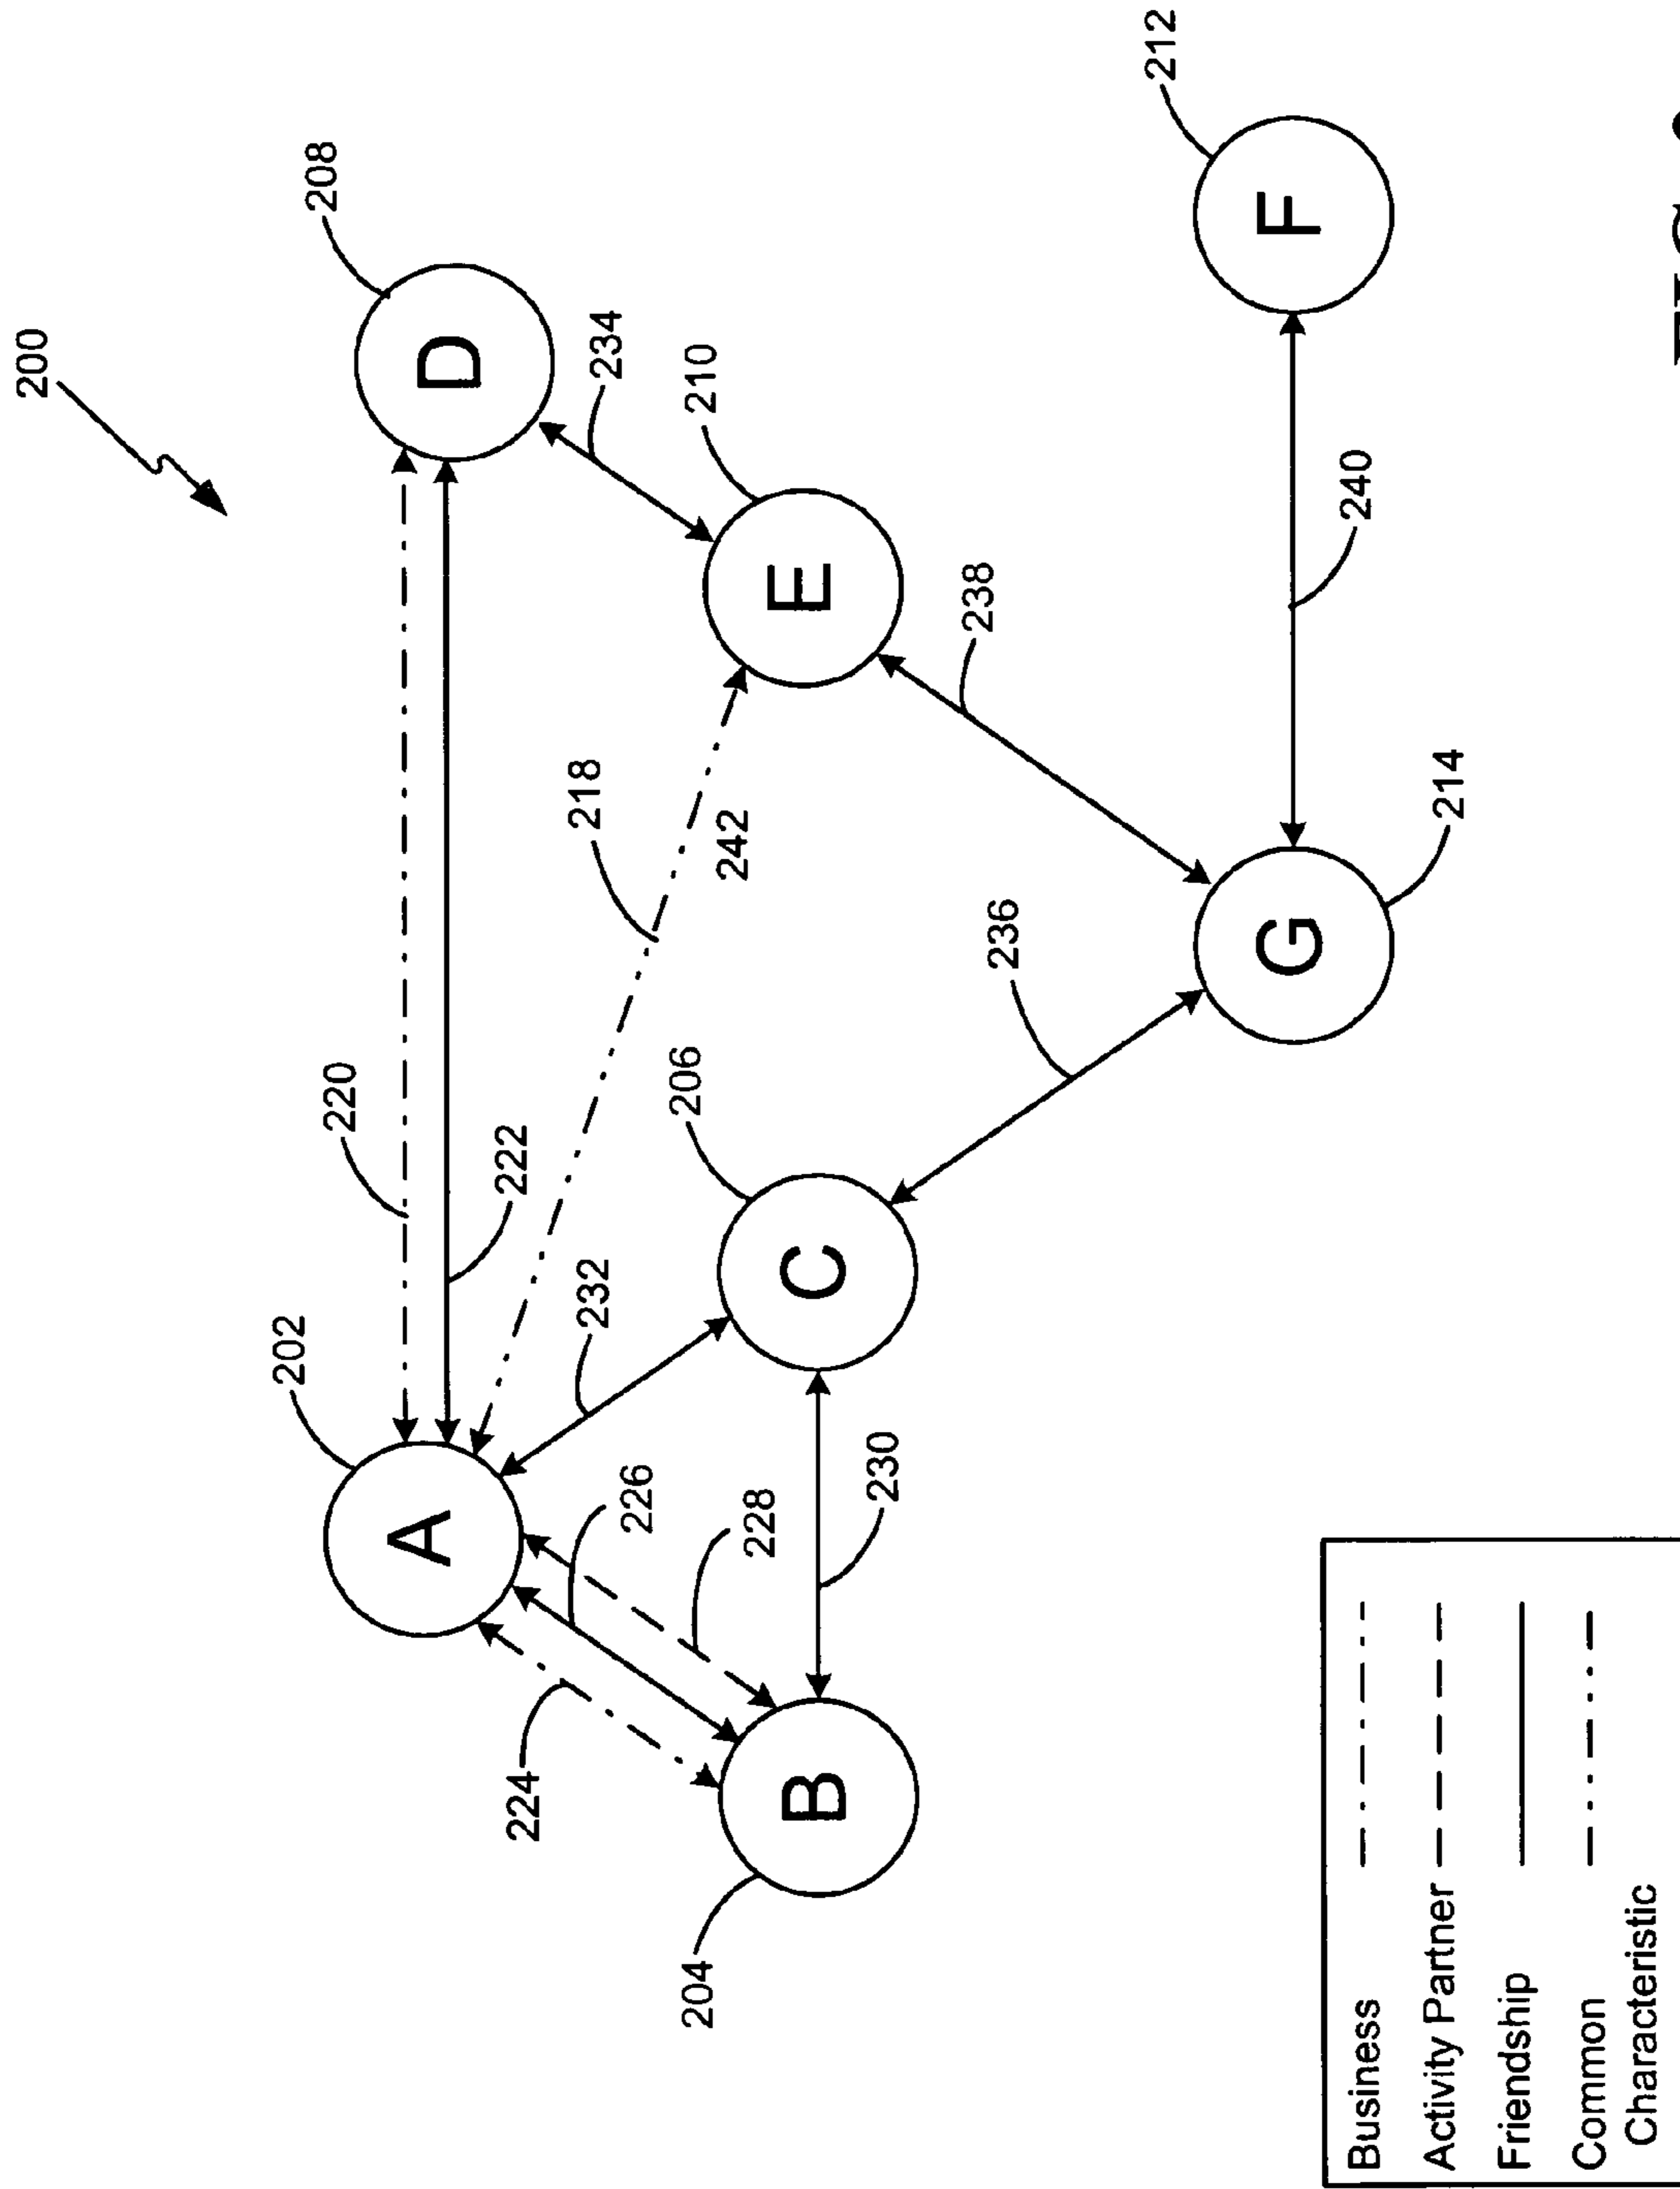 200
208
D
202
220
A
222
234
212
218
210
232
E
226
242
206
F
224
228
C
238
B
236
204
230
240
G
214
Business
Activity Partner
Friendship
Common
Characteristic